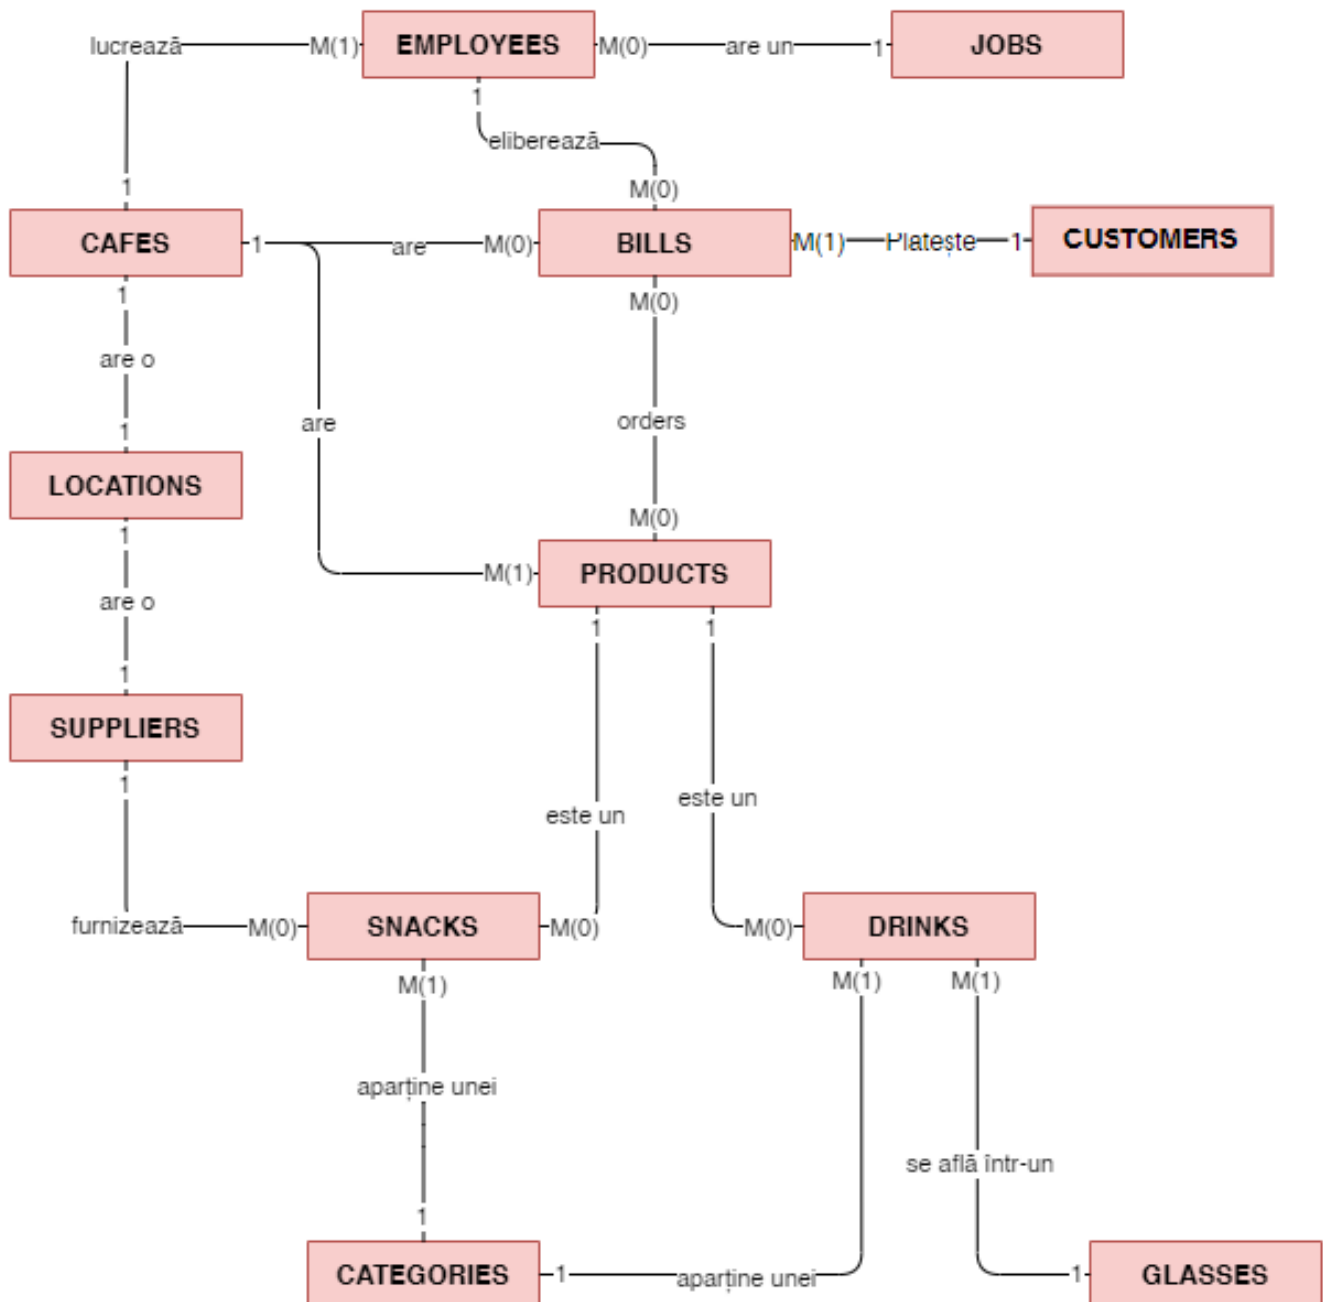 lucrează M(1) EMPLOYEES M(0) are un 1 JOBS
1
eliberează
1 M(0)
CAFES 1 are M(0) BILLS M(1) Platește 1 CUSTOMERS
1 M(0)
are o
are orders
1 M(0)
LOCATIONS
1 M(1) PRODUCTS
are o 1 1
1
SUPPLIERS
1 este un este un
furnizează M(0) SNACKS M(0) M(0) DRINKS
M(1) M(1) M(1)
aparține unei
se află într-un
1
CATEGORIES 1 aparține unei 1 GLASSES